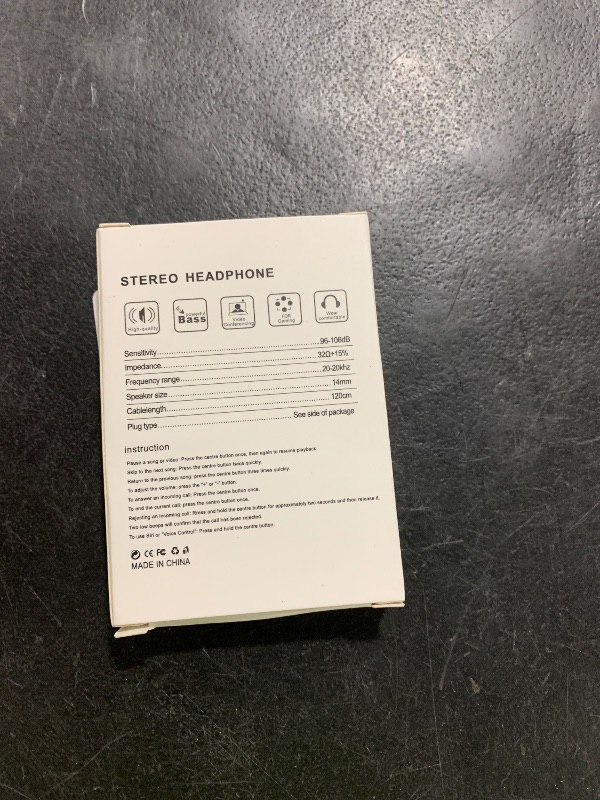 STEREO HEADPHONE
High-quality
powerful
Bass
Video
Conferencing
FOR
Gaming
Wear
comfortable
Sensitivity 96-106dB
Impedance 32Ω+15%
Frequency range 20-20khz
Speaker size 14mm
Cablelength 120cm
Plug type See side of package
instruction
Pause a song or video: Press the centre button once, then again to resume playback.
Skip to the next song: Press the centre button twice quickly.
Return to the previous song: press the centre button three times quickly.
To adjust the volume: press the "+" or "-" button.
To answer an incoming call: Press the centre button once.
To end the current call: press the centre button once.
Rejecting an incoming call: Rress and hold the centre button for approximately two seconds and then release it.
Two low beeps will confirm that the call has been rejected.
To use Siri or "Voice Control": Press and hold the centre button.
CE FC
MADE IN CHINA